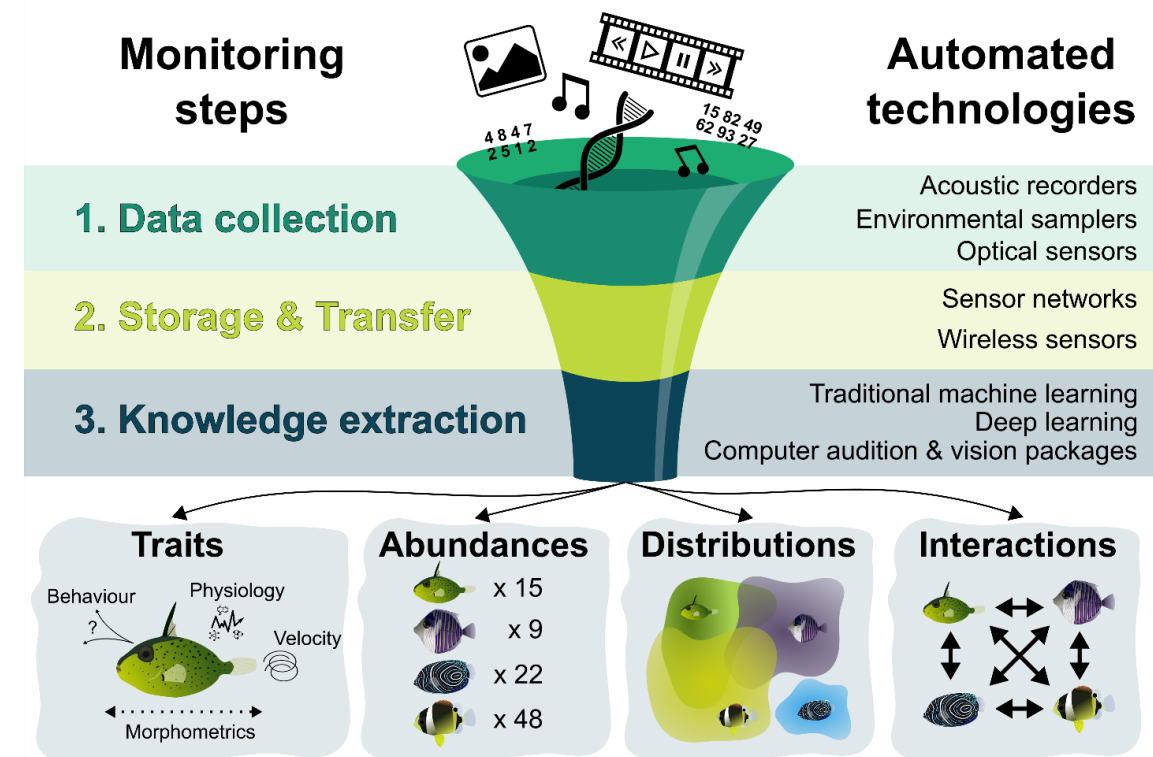 Monitoring
steps
Automated
technologies
4 8 4 7
2 5 1 2
15 82 49
62 93 27
1. Data collection
Acoustic recorders
Environmental samplers
Optical sensors
2. Storage & Transfer
Sensor networks
Wireless sensors
3. Knowledge extraction
Traditional machine learning
Deep learning
Computer audition & vision packages
Traits
Behaviour
?
Physiology
Velocity
Morphometrics
Abundances
x 15
x 9
x 22
x 48
Distributions
Interactions